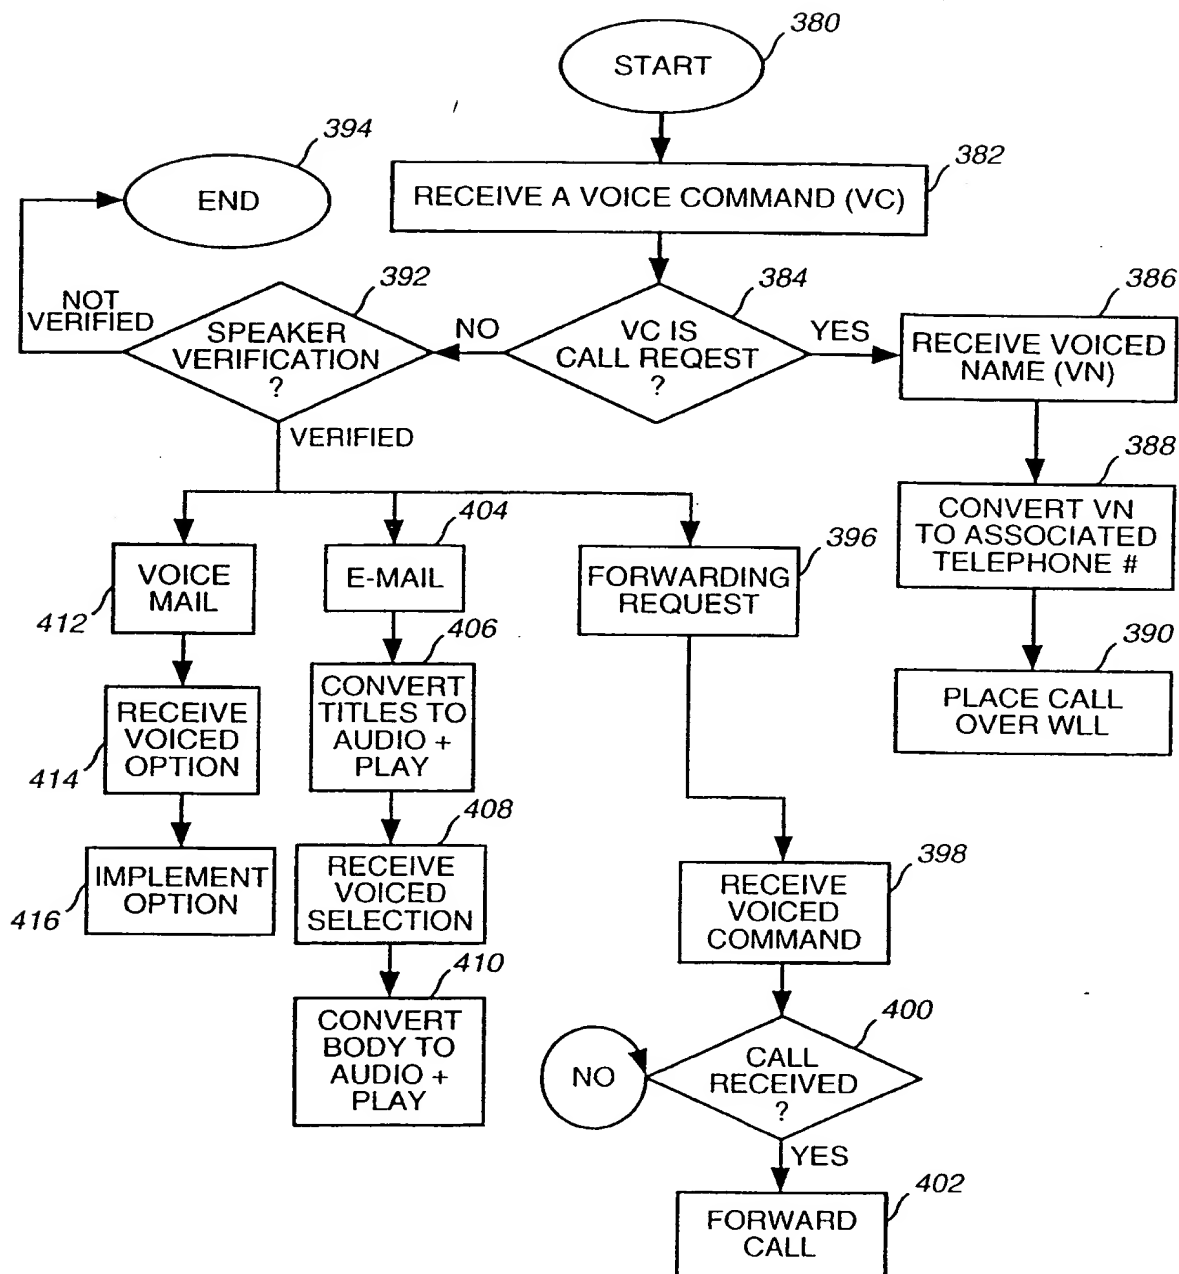 380
START
394
END
382
RECEIVE A VOICE COMMAND (VC)
392
NOT
VERIFIED
SPEAKER
VERIFICATION
?
NO
384
VC IS
CALL REQEST
?
YES
386
RECEIVE VOICED
NAME (VN)
VERIFIED
388
CONVERT VN
TO ASSOCIATED
TELEPHONE #
390
PLACE CALL
OVER WLL
412
VOICE
MAIL
404
E-MAIL
396
FORWARDING
REQUEST
414
RECEIVE
VOICED
OPTION
406
CONVERT
TITLES TO
AUDIO +
PLAY
416
IMPLEMENT
OPTION
408
RECEIVE
VOICED
SELECTION
398
RECEIVE
VOICED
COMMAND
410
CONVERT
BODY TO
AUDIO +
PLAY
400
NO
CALL
RECEIVED
?
YES
402
FORWARD
CALL